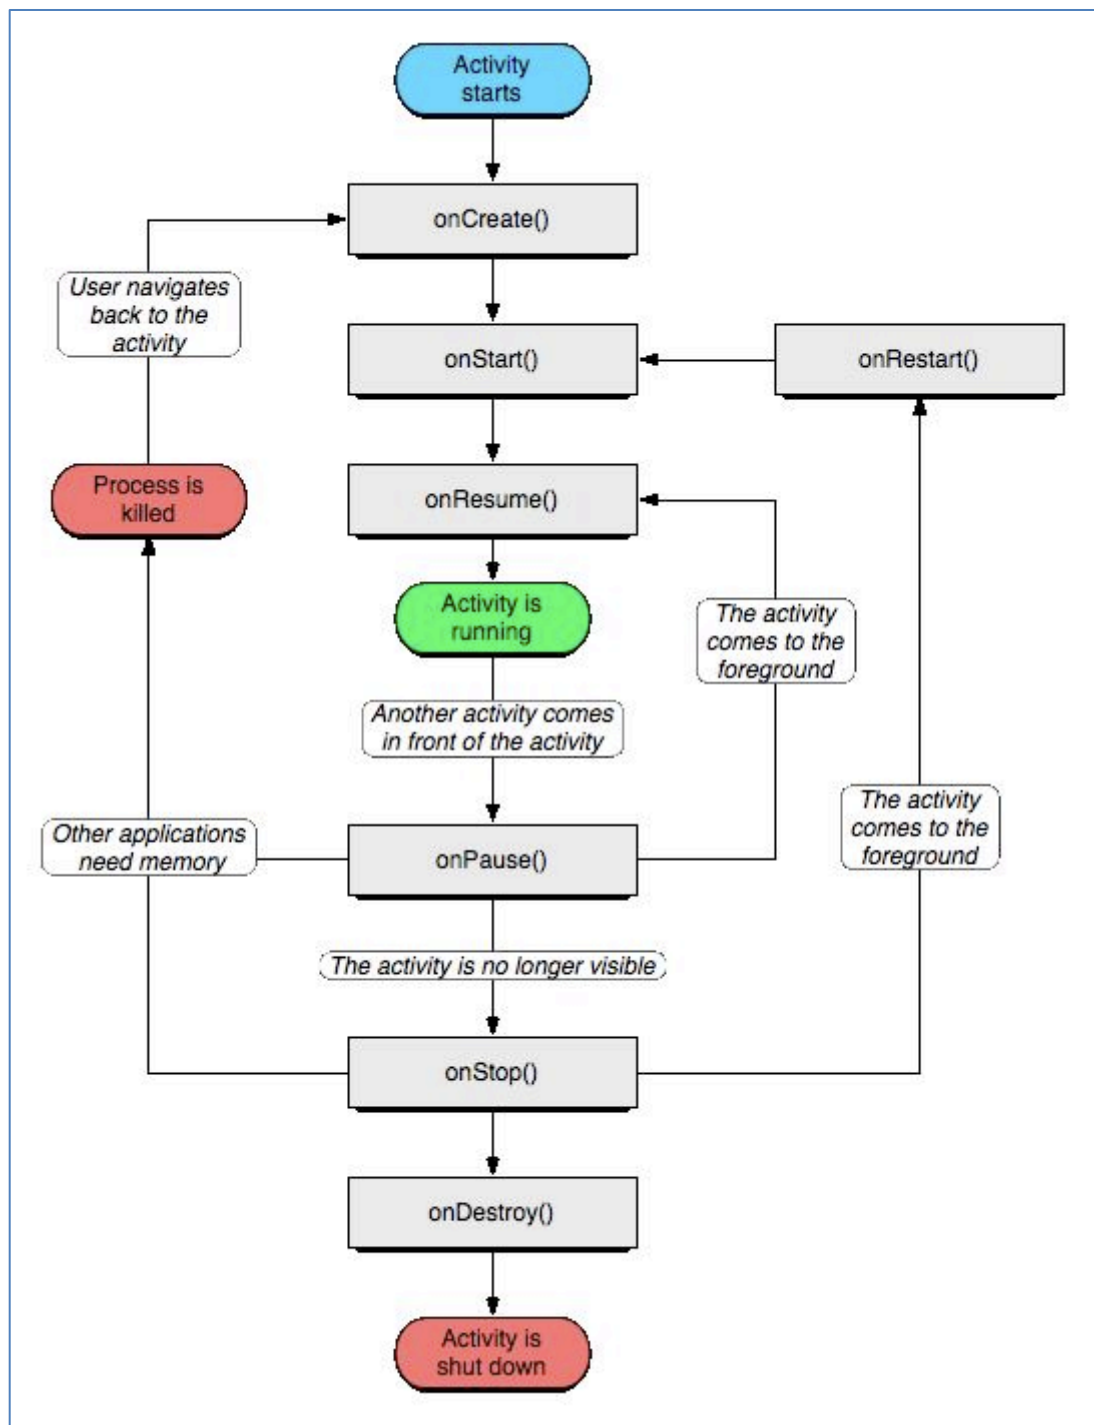 Activity
starts
onCreate()
User navigates
back to the
activity
onStart()
onRestart()
Process is
killed
onResume()
Activity is
running
The activity
comes to the
foreground
Another activity comes
in front of the activity
The activity
comes to the
foreground
Other applications
need memory
onPause()
The activity is no longer visible
onStop()
onDestroy()
Activity is
shut down